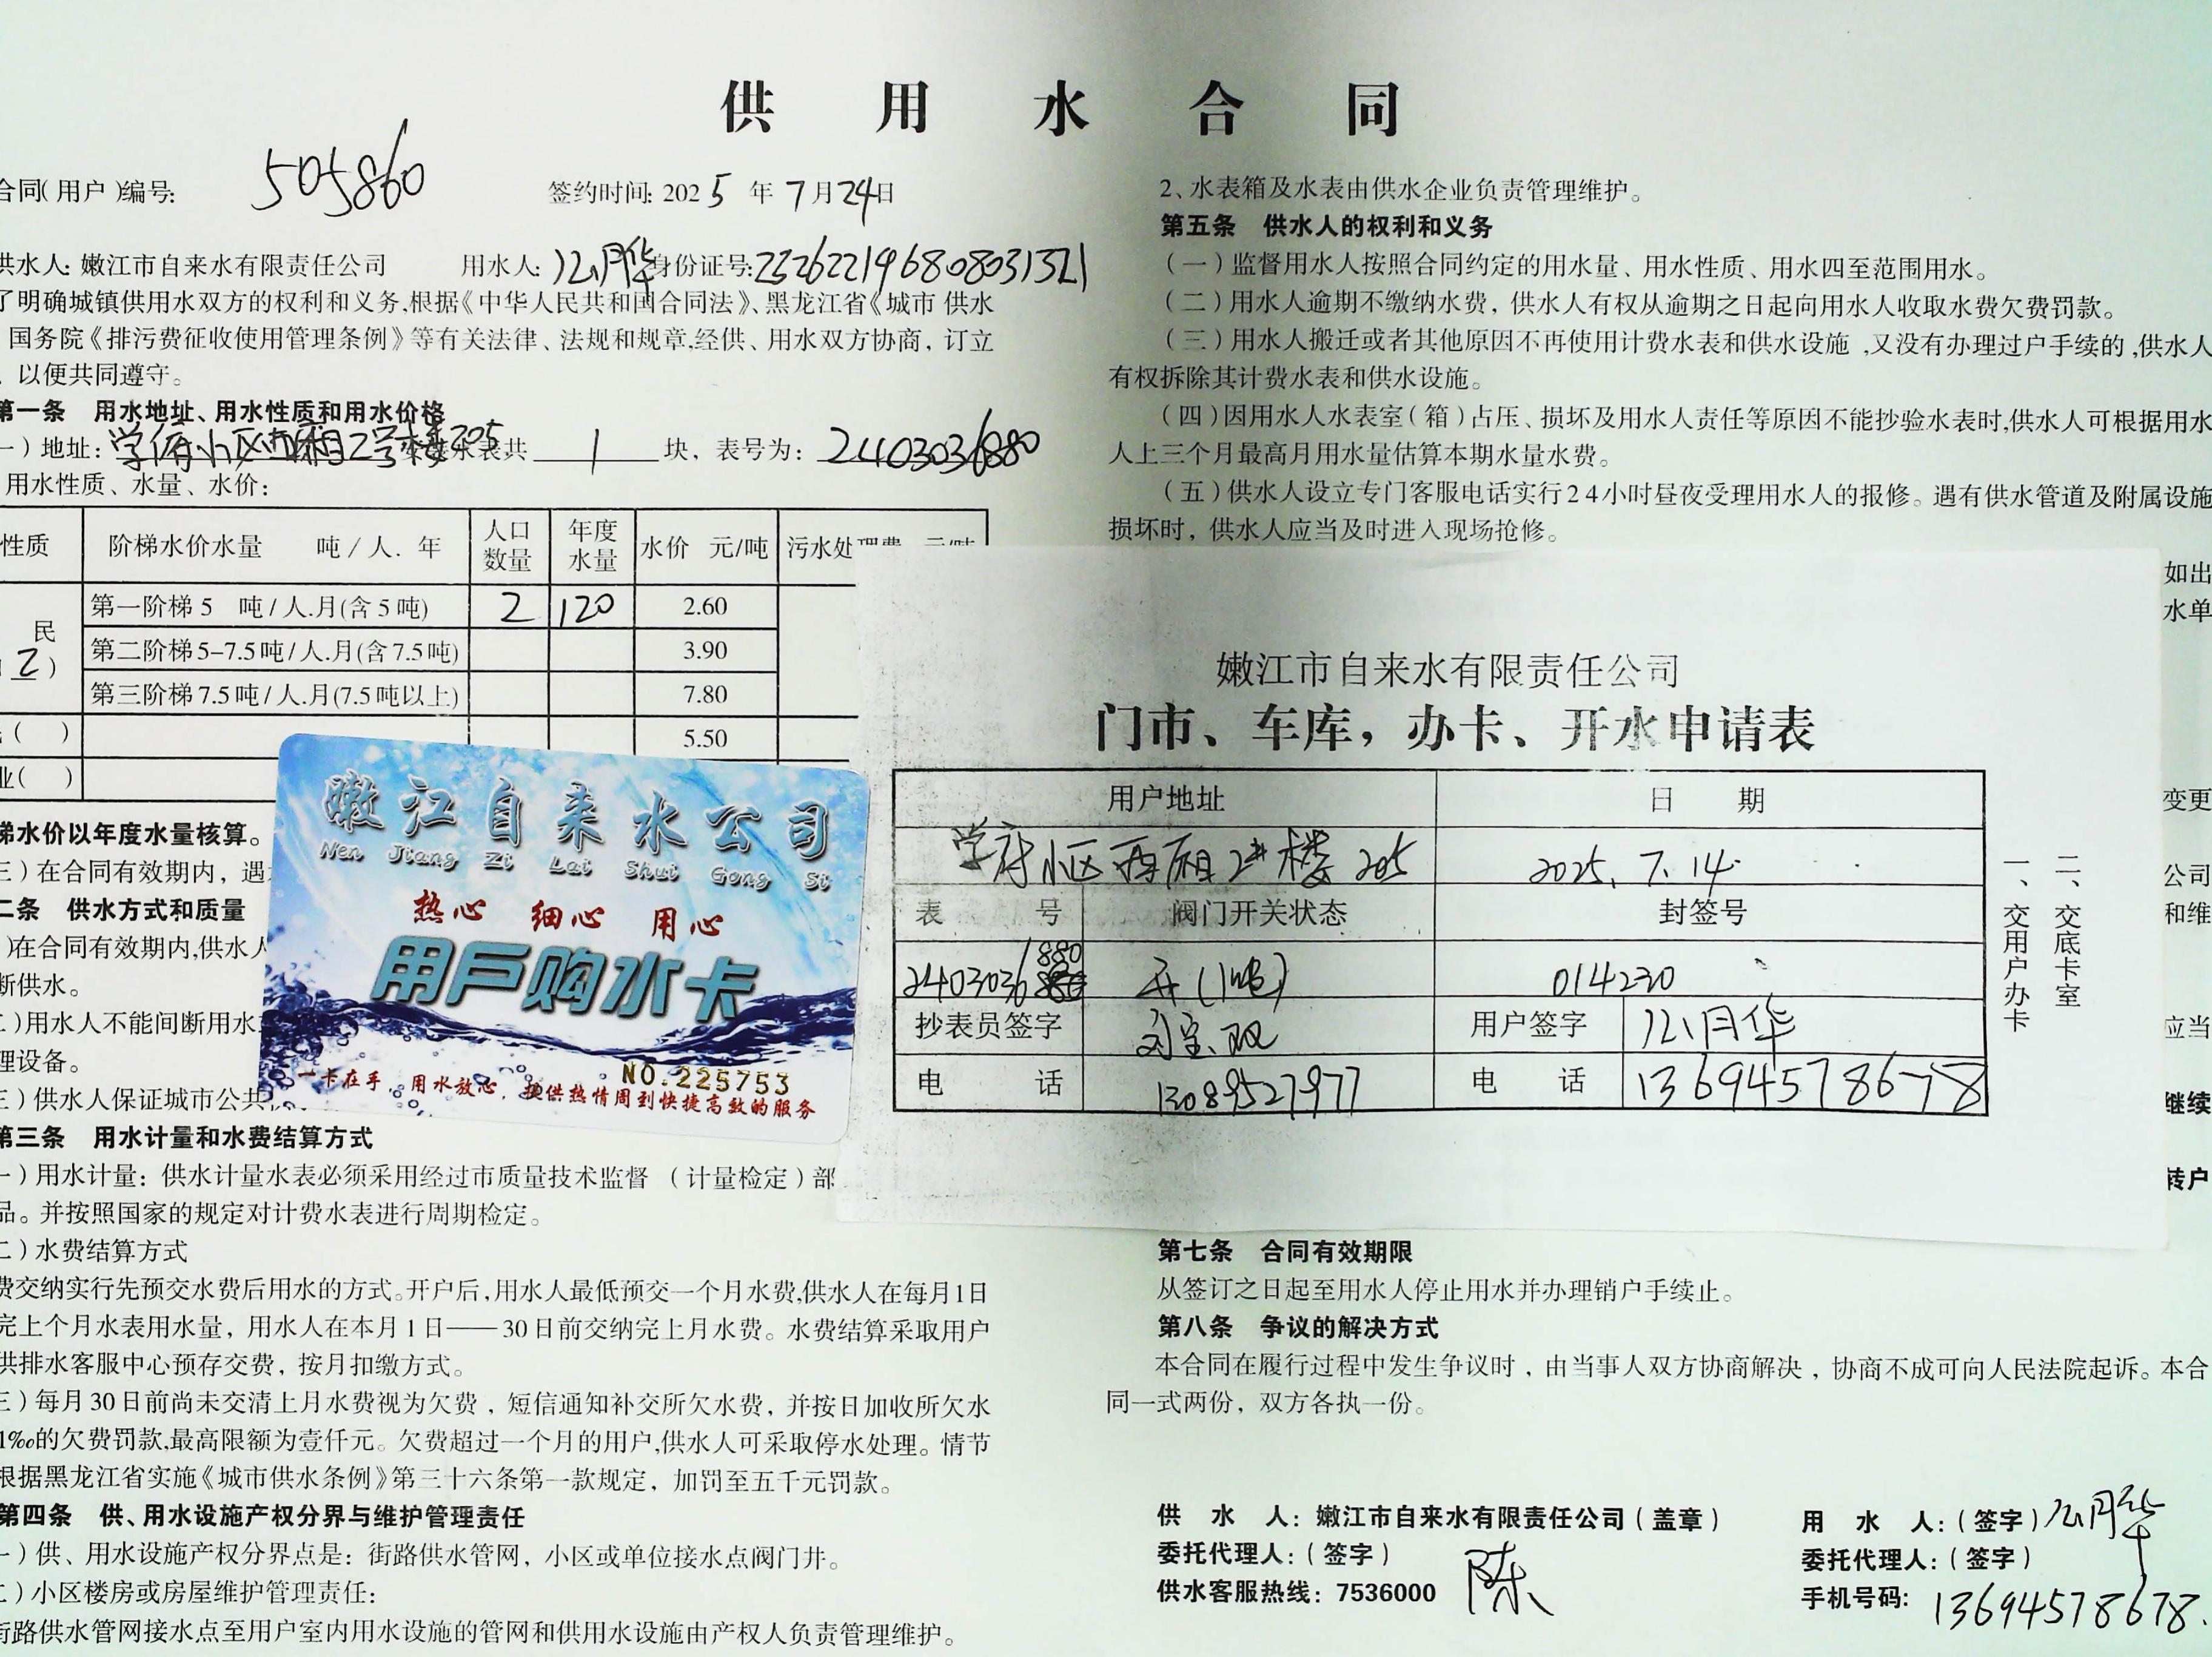 供用水合同
合同(用户)编号: 505860 签约时间: 2025年7月24日
供水人: 嫩江市自来水有限责任公司 用水人: 月华 身份证号: 232622196808031321
了明确城镇供用水双方的权利和义务,根据《中华人民共和国合同法》、黑龙江省《城市 供水
国务院《排污费征收使用管理条例》等有关法律、法规和规章,经供、用水双方协商，订立
，以便共同遵守。
第一条 用水地址、用水性质和用水价格
一）地址: 学府小区西厢2号楼205 水表共 1 块，表号为: 2403036880
用水性质、水量、水价:
性质 阶梯水价水量 吨/人．年 人口数量 年度水量 水价 元/吨 污水处理费 元/吨
民 第一阶梯 5 吨/人.月(含 5 吨) 2 120 2.60
2） 第二阶梯5-7.5吨/人.月(含7.5吨) 3.90
第三阶梯7.5吨/人.月(7.5吨以上) 7.80
( ) 5.50
业( )
梯水价以年度水量核算。
三）在合同有效期内，遇
二条 供水方式和质量
)在合同有效期内,供水人
断供水。
二)用水人不能间断用水
理设备。
三)供水人保证城市公共
第三条 用水计量和水费结算方式
一）用水计量：供水计量水表必须采用经过市质量技术监督（计量检定）部
品。并按照国家的规定对计费水表进行周期检定。
二）水费结算方式
费交纳实行先预交水费后用水的方式。开户后,用水人最低预交一个月水费,供水人在每月1日
完上个月水表用水量，用水人在本月 1 日——30 日前交纳完上月水费。水费结算采取用户
供排水客服中心预存交费，按月扣缴方式。
三）每月 30 日前尚未交清上月水费视为欠费，短信通知补交所欠水费，并按日加收所欠水
1‰的欠费罚款,最高限额为壹仟元。欠费超过一个月的用户,供水人可采取停水处理。情节
根据黑龙江省实施《城市供水条例》第三十六条第一款规定，加罚至五千元罚款。
第四条 供、用水设施产权分界与维护管理责任
一）供、用水设施产权分界点是：街路供水管网，小区或单位接水点阀门井。
二）小区楼房或房屋维护管理责任：
街路供水管网接水点至用户室内用水设施的管网和供用水设施由产权人负责管理维护。
2、水表箱及水表由供水企业负责管理维护。
第五条 供水人的权利和义务
（一）监督用水人按照合同约定的用水量、用水性质、用水四至范围用水。
（二）用水人逾期不缴纳水费，供水人有权从逾期之日起向用水人收取水费欠费罚款。
（三）用水人搬迁或者其他原因不再使用计费水表和供水设施,又没有办理过户手续的,供水人
有权拆除其计费水表和供水设施。
（四）因用水人水表室(箱)占压、损坏及用水人责任等原因不能抄验水表时,供水人可根据用水
人上三个月最高月用水量估算本期水量水费。
（五）供水人设立专门客服电话实行24小时昼夜受理用水人的报修。遇有供水管道及附属设施
损坏时，供水人应当及时进入现场抢修。
如出
水单
变更
公司
和维
应当
继续
转户
嫩江市自来水有限责任公司
门市、车库，办卡、开水申请表
用户地址 日期
学府小区西厢2#楼205 2025.7.14
表号 阀门开关状态 封签号
2403036880 开(1吨) 014230
抄表员签字 刘宝双 用户签字 月华
电话 13089527977 电话 13694578678
一、交用户办卡
二、交底卡室
嫩江自来水公司
Nen Jiang Zi Lai Shui Gong Si
热心 细心 用心
用户购水卡
NO.225753
一卡在手，用水放心，提供热情周到快捷高效的服务
第七条 合同有效期限
从签订之日起至用水人停止用水并办理销户手续止。
第八条 争议的解决方式
本合同在履行过程中发生争议时，由当事人双方协商解决，协商不成可向人民法院起诉。本合
同一式两份，双方各执一份。
供水人：嫩江市自来水有限责任公司（盖章） 用水人:（签字）月华
委托代理人:（签字）陈 委托代理人:（签字）
供水客服热线：7536000 手机号码: 13694578678.